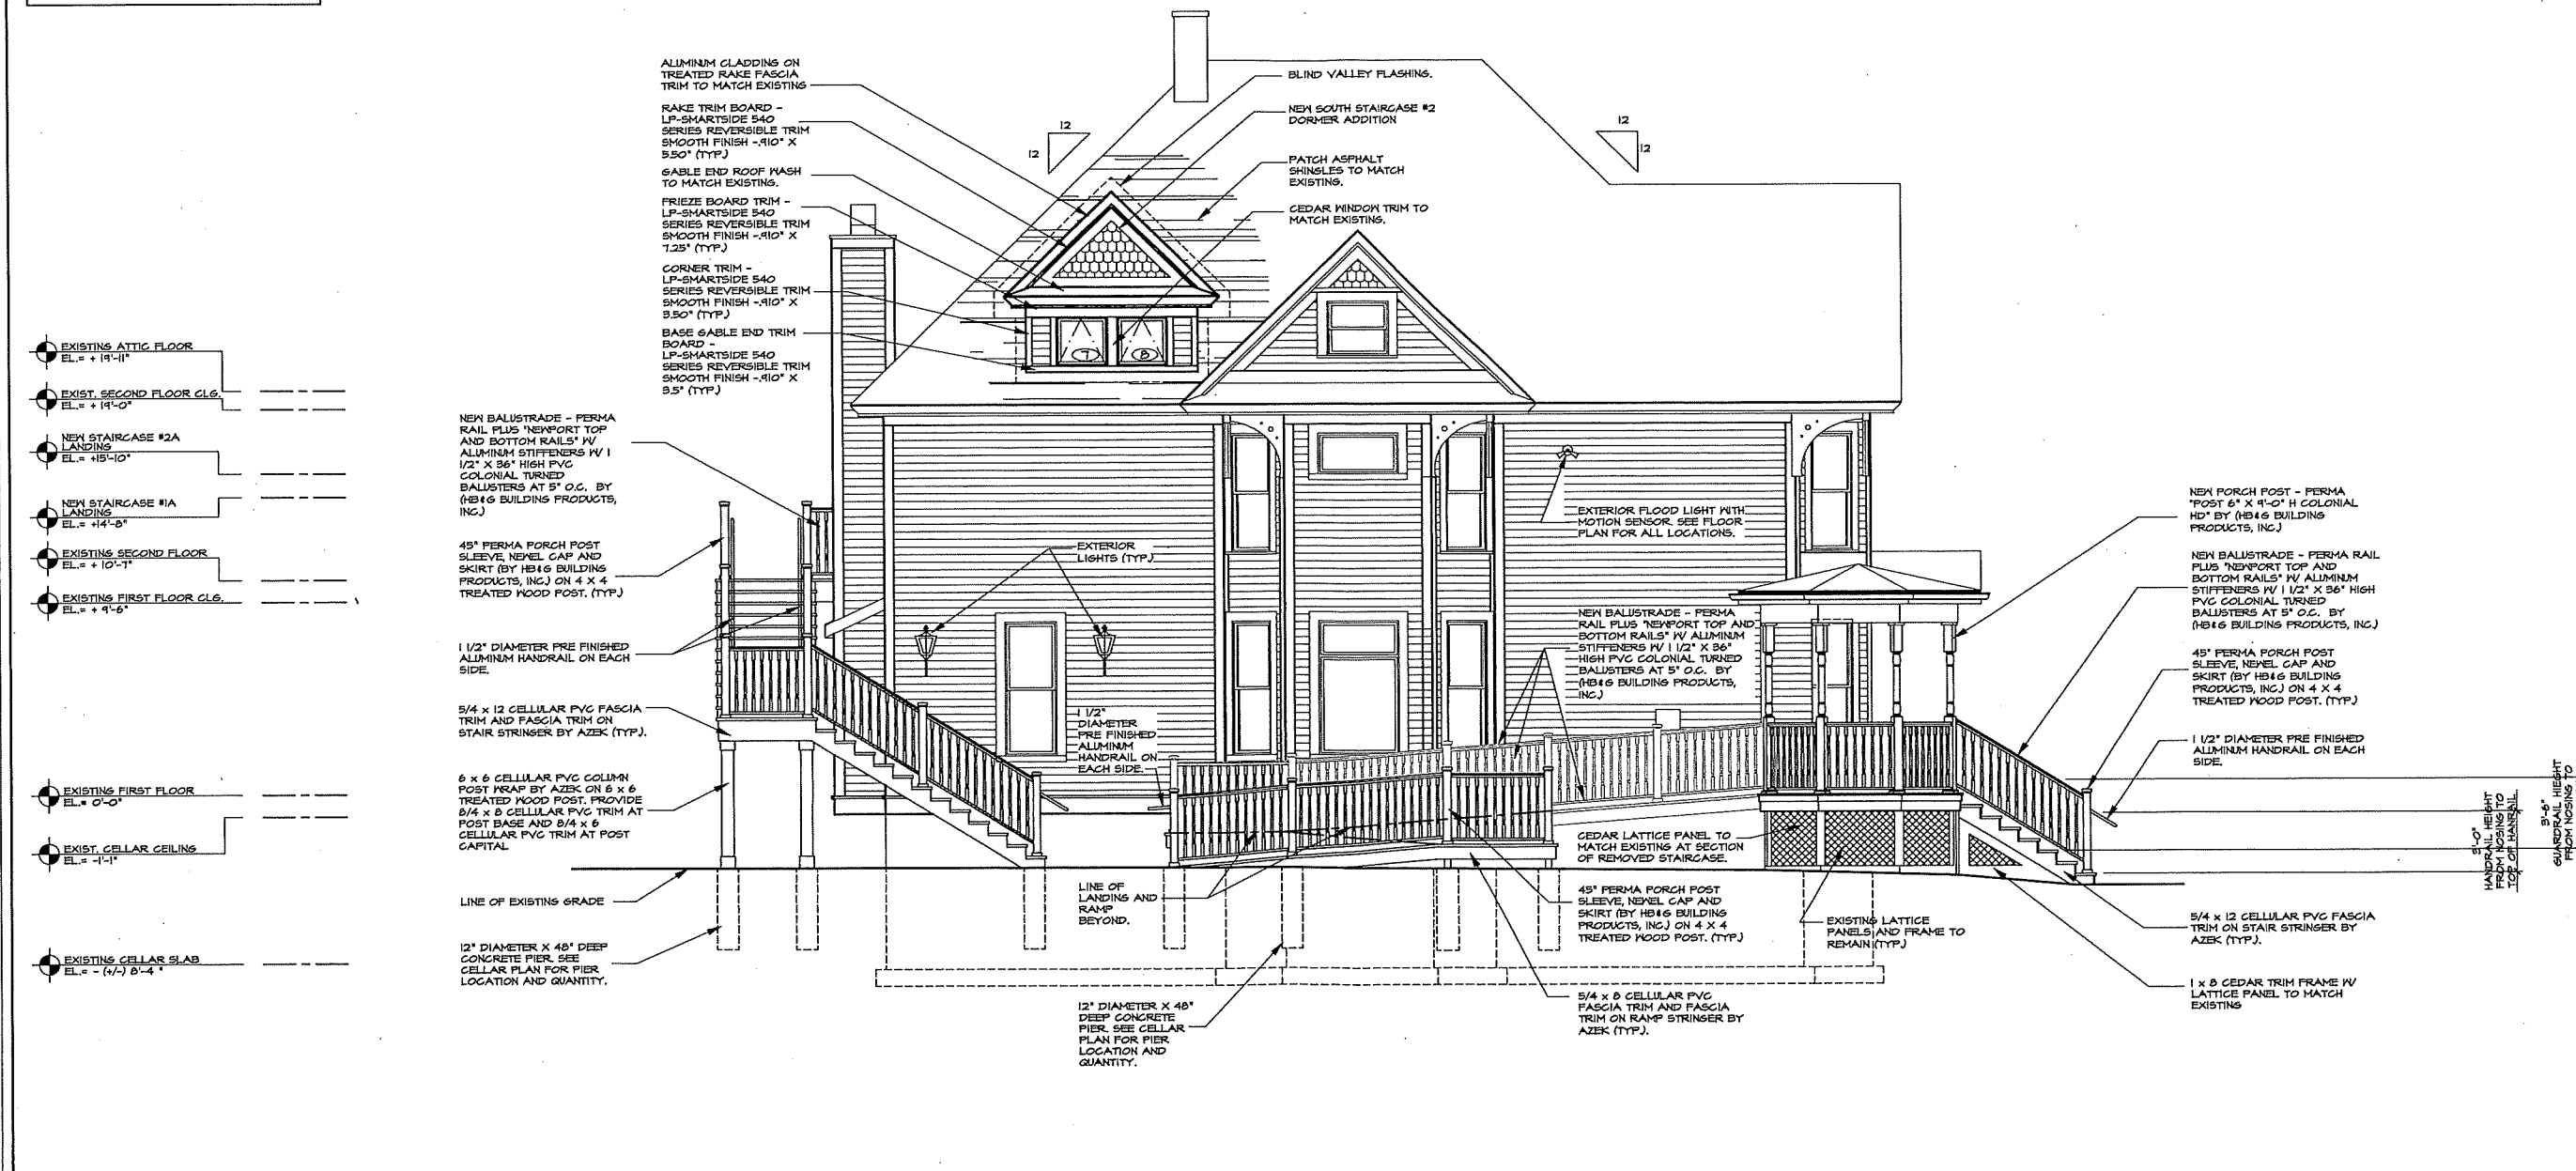 ALUMINUM CLADDING ON
TREATED RAKE FASCIA
TRIM TO MATCH EXISTING
RAKE TRIM BOARD -
LP-SMARTSIDE 540
SERIES REVERSIBLE TRIM
SMOOTH FINISH -.910" X
5.50" (TYP.)
GABLE END ROOF WASH
TO MATCH EXISTING.
FRIEZE BOARD TRIM -
LP-SMARTSIDE 540
SERIES REVERSIBLE TRIM
SMOOTH FINISH -.910" X
7.25" (TYP.)
CORNER TRIM -
LP-SMARTSIDE 540
SERIES REVERSIBLE TRIM
SMOOTH FINISH -.910" X
3.50" (TYP.)
BASE GABLE END TRIM
BOARD -
LP-SMARTSIDE 540
SERIES REVERSIBLE TRIM
SMOOTH FINISH -.910" X
3.5" (TYP.)
BLIND VALLEY FLASHING.
NEW SOUTH STAIRCASE #2
DORMER ADDITION
PATCH ASPHALT
SHINGLES TO MATCH
EXISTING.
CEDAR WINDOW TRIM TO
MATCH EXISTING.
12
12
12
12
7
8
EXISTING ATTIC FLOOR
EL.= + 19'-11"
EXIST. SECOND FLOOR CLG.
EL.= + 19'-0"
NEW STAIRCASE #2A
LANDING
EL.= +15'-10"
NEW STAIRCASE #1A
LANDING
EL.= +14'-8"
EXISTING SECOND FLOOR
EL.= + 10'-7"
EXISTING FIRST FLOOR CLG.
EL.= + 9'-6"
EXISTING FIRST FLOOR
EL.= 0'-0"
EXIST. CELLAR CEILING
EL.= -1'-1"
EXISTING CELLAR SLAB
EL.= - (+/-) 8'-4 "
NEW BALUSTRADE - PERMA
RAIL PLUS "NEWPORT TOP
AND BOTTOM RAILS" W/
ALUMINUM STIFFENERS W/ 1
1/2" X 36" HIGH PVC
COLONIAL TURNED
BALUSTERS AT 5" O.C. BY
(HB&G BUILDING PRODUCTS,
INC.)
45" PERMA PORCH POST
SLEEVE, NEWEL CAP AND
SKIRT (BY HB&G BUILDING
PRODUCTS, INC.) ON 4 X 4
TREATED WOOD POST. (TYP.)
1 1/2" DIAMETER PRE FINISHED
ALUMINUM HANDRAIL ON EACH
SIDE.
5/4 x 12 CELLULAR PVC FASCIA
TRIM AND FASCIA TRIM ON
STAIR STRINGER BY AZEK (TYP.).
6 x 6 CELLULAR PVC COLUMN
POST WRAP BY AZEK ON 6 x 6
TREATED WOOD POST. PROVIDE
8/4 x 8 CELLULAR PVC TRIM AT
POST BASE AND 8/4 x 6
CELLULAR PVC TRIM AT POST
CAPITAL
LINE OF EXISTING GRADE
12" DIAMETER X 48" DEEP
CONCRETE PIER. SEE
CELLAR PLAN FOR PIER
LOCATION AND QUANTITY.
EXTERIOR
LIGHTS (TYP.)
1 1/2"
DIAMETER
PRE FINISHED
ALUMINUM
HANDRAIL ON
EACH SIDE.
LINE OF
LANDING AND
RAMP
BEYOND.
12" DIAMETER X 48"
DEEP CONCRETE
PIER. SEE CELLAR
PLAN FOR PIER
LOCATION AND
QUANTITY.
EXTERIOR FLOOD LIGHT WITH
MOTION SENSOR. SEE FLOOR
PLAN FOR ALL LOCATIONS.
NEW BALUSTRADE - PERMA
RAIL PLUS "NEWPORT TOP AND
BOTTOM RAILS" W/ ALUMINUM
STIFFENERS W/ 1 1/2" X 36"
HIGH PVC COLONIAL TURNED
BALUSTERS AT 5" O.C. BY
(HB&G BUILDING PRODUCTS,
INC.)
CEDAR LATTICE PANEL TO
MATCH EXISTING AT SECTION
OF REMOVED STAIRCASE.
45" PERMA PORCH POST
SLEEVE, NEWEL CAP AND
SKIRT (BY HB&G BUILDING
PRODUCTS, INC.) ON 4 X 4
TREATED WOOD POST. (TYP.)
5/4 x 8 CELLULAR PVC
FASCIA TRIM AND FASCIA
TRIM ON RAMP STRINGER BY
AZEK (TYP.).
EXISTING LATTICE
PANELS AND FRAME TO
REMAIN (TYP.)
NEW PORCH POST - PERMA
"POST 6" X 9'-0" H COLONIAL
HD" BY (HB&G BUILDING
PRODUCTS, INC.)
NEW BALUSTRADE - PERMA RAIL
PLUS "NEWPORT TOP AND
BOTTOM RAILS" W/ ALUMINUM
STIFFENERS W/ 1 1/2" X 36" HIGH
PVC COLONIAL TURNED
BALUSTERS AT 5" O.C. BY
(HB&G BUILDING PRODUCTS, INC.)
45" PERMA PORCH POST
SLEEVE, NEWEL CAP AND
SKIRT (BY HB&G BUILDING
PRODUCTS, INC.) ON 4 X 4
TREATED WOOD POST. (TYP.)
1 1/2" DIAMETER PRE FINISHED
ALUMINUM HANDRAIL ON EACH
SIDE.
3'-0"
HANDRAIL HEIGHT
FROM NOSING TO
TOP OF HANRAIL
3'-6"
GUARDRAIL HIEGHT
FROM NOSING TO
5/4 x 12 CELLULAR PVC FASCIA
TRIM ON STAIR STRINGER BY
AZEK (TYP.).
1 x 8 CEDAR TRIM FRAME W/
LATTICE PANEL TO MATCH
EXISTING